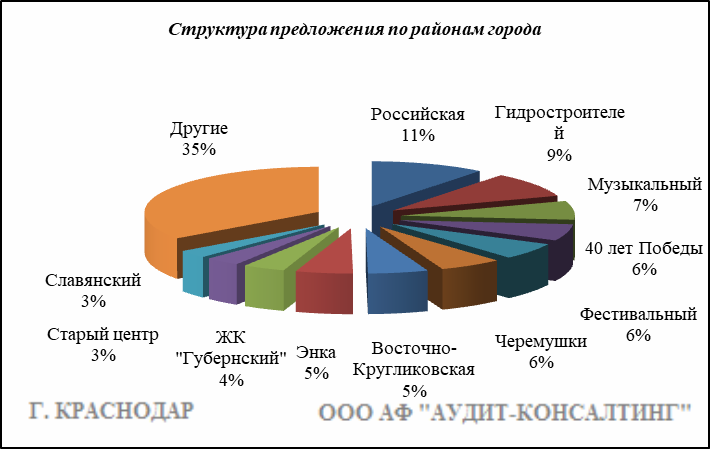 Структура предложения по районам города
Другие
35%
Российская
11%
Гидростроителе
й
9%
Музыкальный
7%
40 лет Победы
6%
Фестивальный
6%
Черемушки
6%
Восточно-
Кругликовская
5%
Энка
5%
ЖК
"Губернский"
4%
Старый центр
3%
Славянский
3%
Г. КРАСНОДАР
ООО АФ "АУДИТ-КОНСАЛТИНГ"